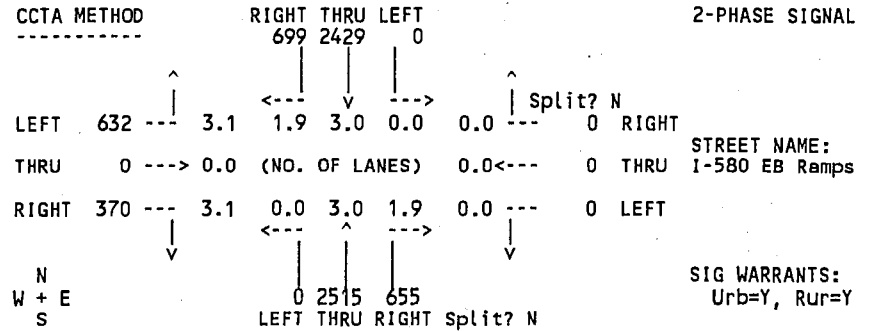 CCTA METHOD RIGHT THRU LEFT 2-PHASE SIGNAL
----------- 699 2429 0
^ ^
<--- v ---> Split? N
LEFT 632 --- 3.1 1.9 3.0 0.0 0.0 --- 0 RIGHT
STREET NAME:
THRU 0 ---> 0.0 (NO. OF LANES) 0.0<--- 0 THRU I-580 EB Ramps
RIGHT 370 --- 3.1 0.0 3.0 1.9 0.0 --- 0 LEFT
<--- ^ --->
v v
N SIG WARRANTS:
W + E 0 2515 655 Urb=Y, Rur=Y
S LEFT THRU RIGHT Split? N